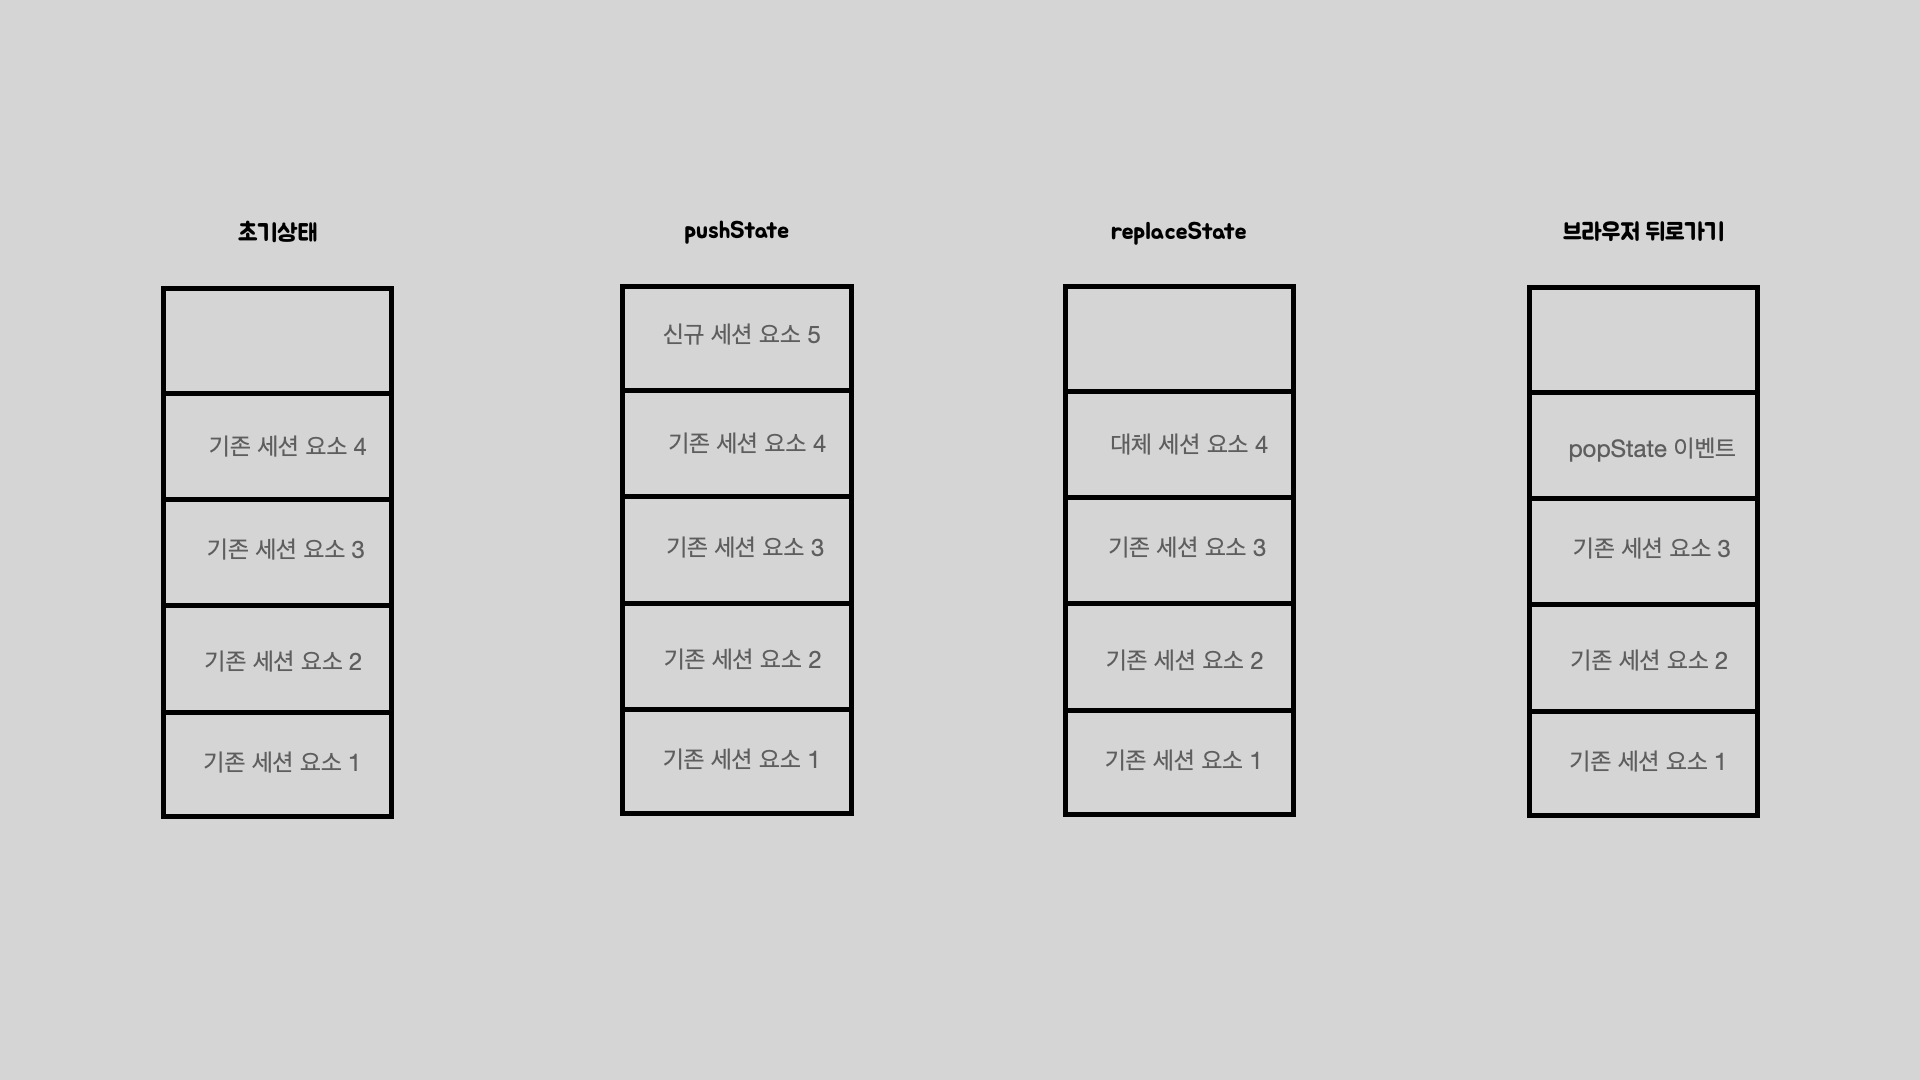 초기상태
기존 세션 요소 4
기존 세션 요소 3
기존 세션 요소 2
기존 세션 요소 1
pushState
신규 세션 요소 5
기존 세션 요소 4
기존 세션 요소 3
기존 세션 요소 2
기존 세션 요소 1
replaceState
대체 세션 요소 4
기존 세션 요소 3
기존 세션 요소 2
기존 세션 요소 1
브라우저 뒤로가기
popState 이벤트
기존 세션 요소 3
기존 세션 요소 2
기존 세션 요소 1